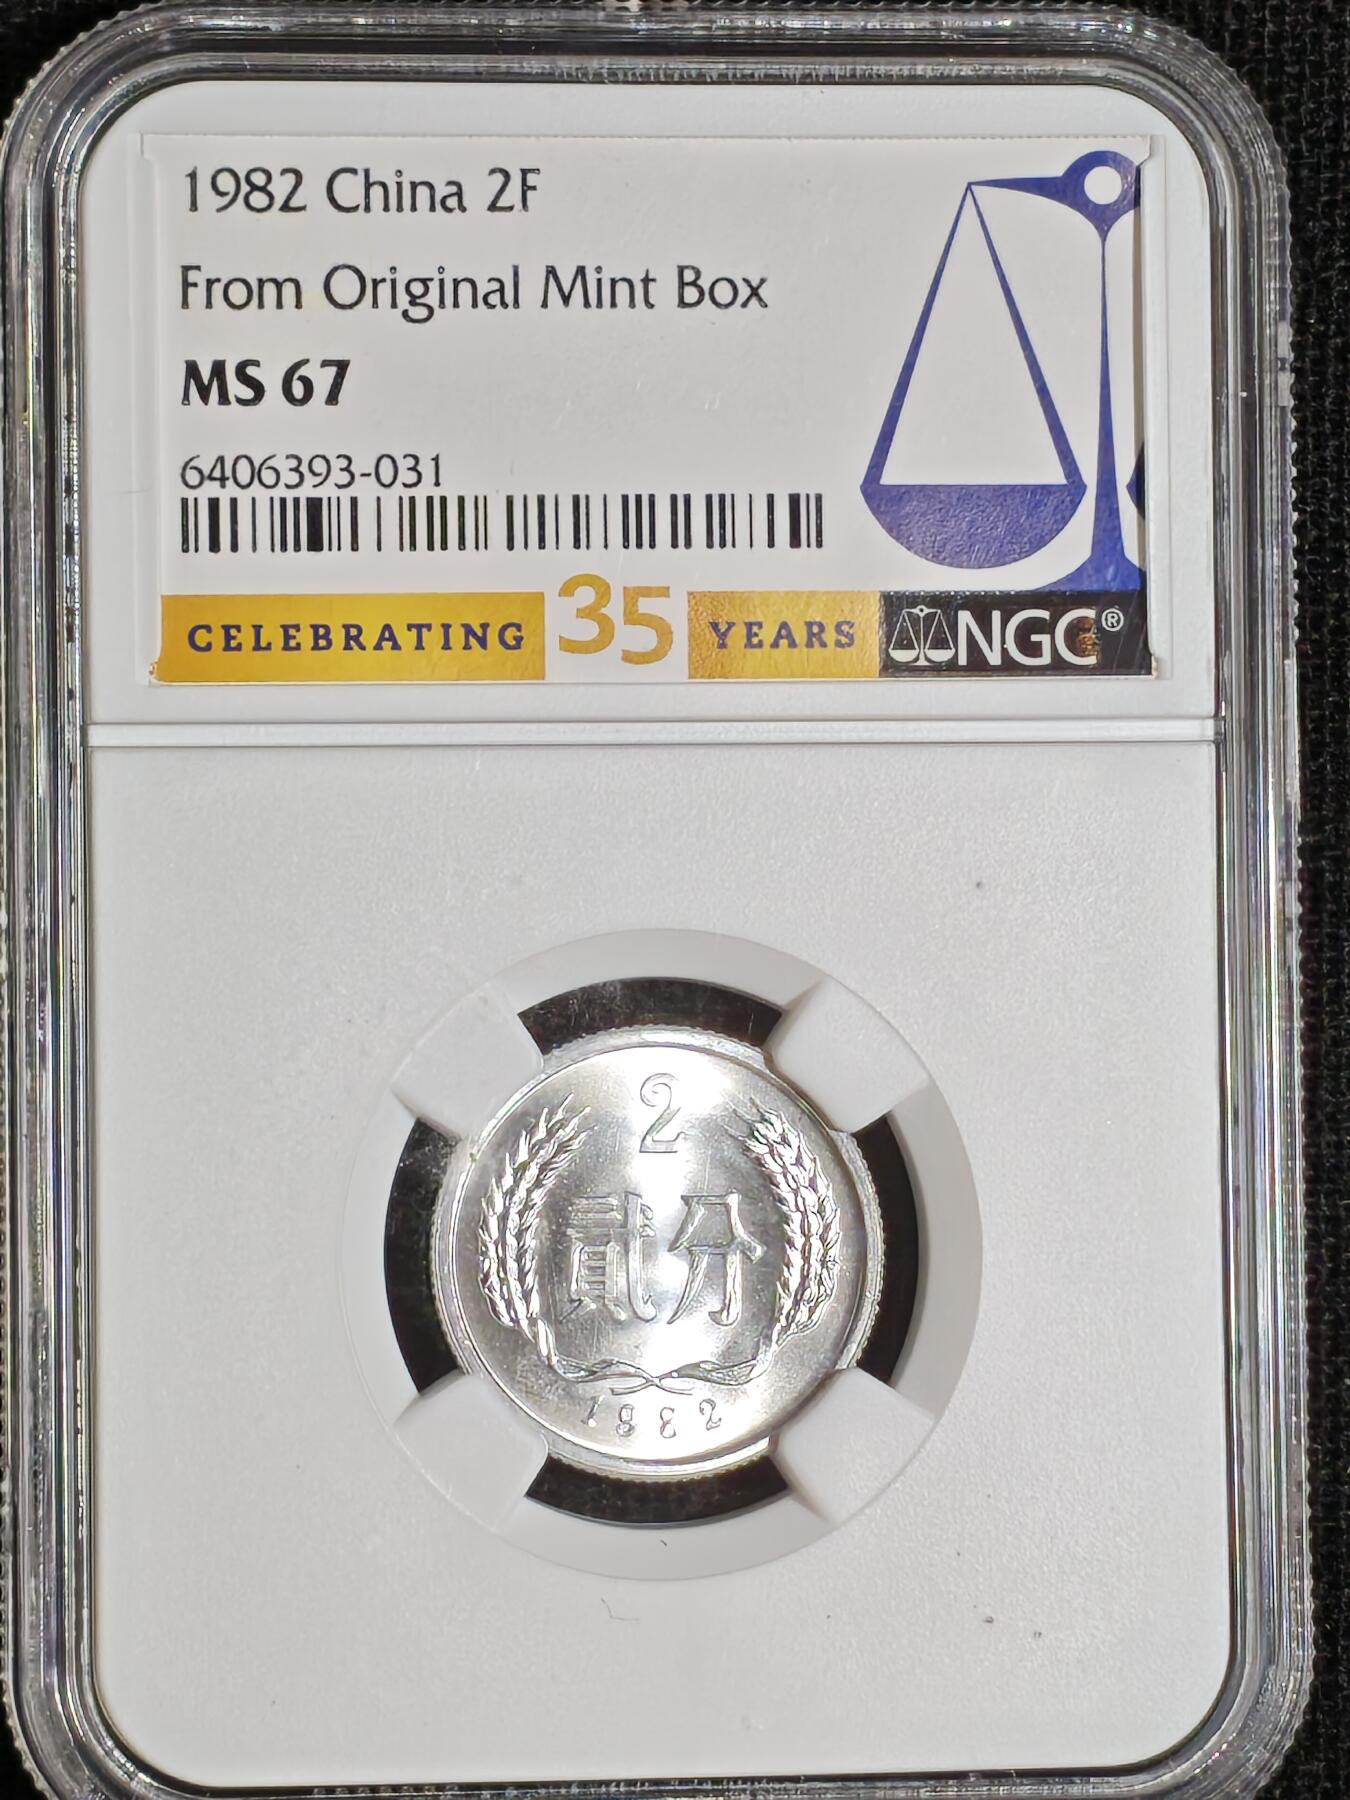 1982 China 2F
From Original Mint Box
MS 67
6406393-031
CELEBRATING 35 YEARS NGC®
2
贰分
1982